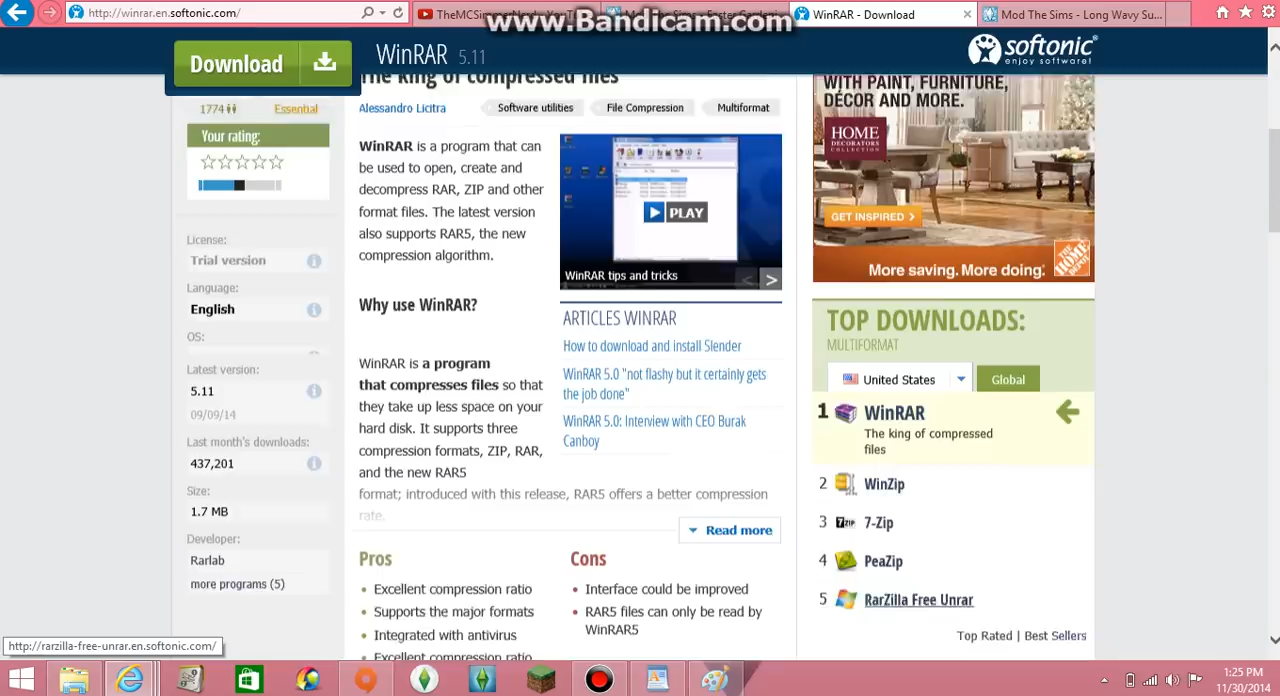 http://winrar.en.softonic.com/
TheMCSim
WinRAR - Download
Mod The Sims - Long Wavy Su...
www.Bandicam.com
Download
WinRAR 5.11
softonic
enjoy software!
The king of compressed files
1774
Essential
Alessandro Licitra
Software utilities
File Compression
Multiformat
Your rating:
License:
Trial version
Language:
English
OS:
Latest version:
5.11
09/09/14
Last month's downloads:
437,201
Size:
1.7 MB
Developer:
Rarlab
more programs (5)
WinRAR is a program that can
be used to open, create and
decompress RAR, ZIP and other
format files. The latest version
also supports RAR5, the new
compression algorithm.
Why use WinRAR?
WinRAR is a program
that compresses files so that
they take up less space on your
hard disk. It supports three
compression formats, ZIP, RAR,
and the new RAR5
format; introduced with this release, RAR5 offers a better compression
rate.
Read more
PLAY
WinRAR tips and tricks
< >
ARTICLES WINRAR
How to download and install Slender
WinRAR 5.0 "not flashy but it certainly gets
the job done"
WinRAR 5.0: Interview with CEO Burak
Canboy
Pros
Excellent compression ratio
Supports the major formats
Integrated with antivirus
Excellent compression ratio
Cons
Interface could be improved
RAR5 files can only be read by
WinRAR5
WITH PAINT, FURNITURE,
DÉCOR AND MORE.
HOME
DECORATORS
COLLECTION
GET INSPIRED >
More saving. More doing.
THE HOME DEPOT
TOP DOWNLOADS:
MULTIFORMAT
United States
Global
1 WinRAR
The king of compressed
files
2 WinZip
3 7-Zip
4 PeaZip
5 RarZilla Free Unrar
Top Rated | Best Sellers
http://rarzilla-free-unrar.en.softonic.com/
1:25 PM
11/30/2014